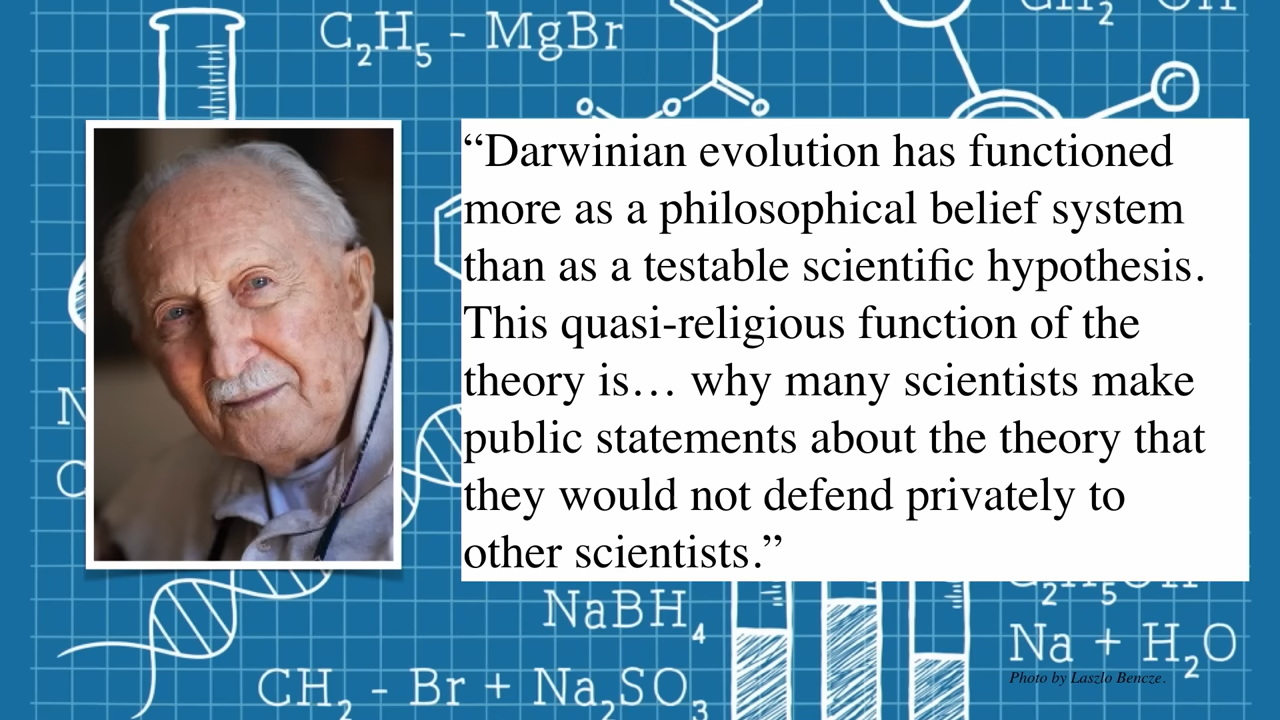 C₂H₅ - MgBr
“Darwinian evolution has functioned
more as a philosophical belief system
than as a testable scientific hypothesis.
This quasi-religious function of the
theory is… why many scientists make
public statements about the theory that
they would not defend privately to
other scientists.”
NaBH₄
Na + H₂O
Photo by Laszlo Bencze.
CH₂ - Br + Na₂SO₃